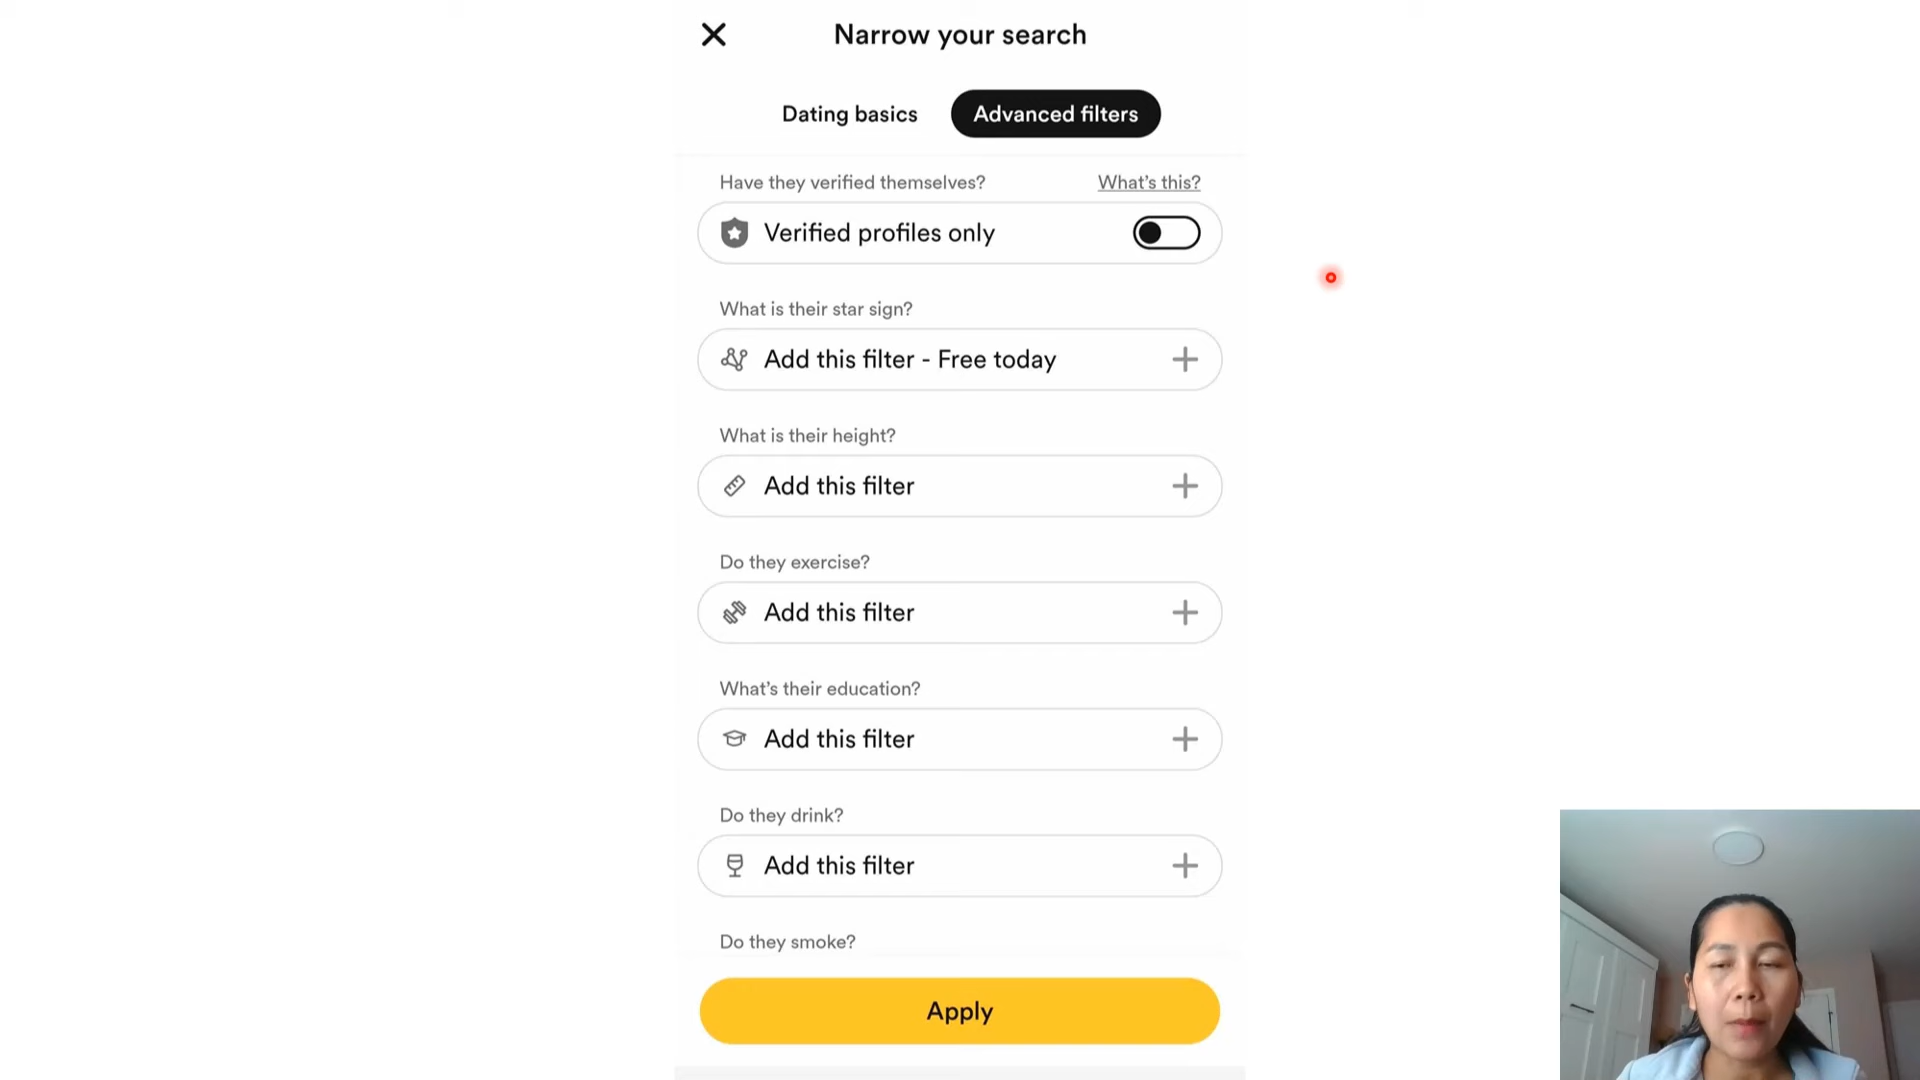 Narrow your search
Dating basics
Advanced filters
Have they verified themselves?
What's this?
Verified profiles only
What is their star sign?
Add this filter - Free today
What is their height?
Add this filter
Do they exercise?
Add this filter
What's their education?
Add this filter
Do they drink?
Add this filter
Do they smoke?
Apply